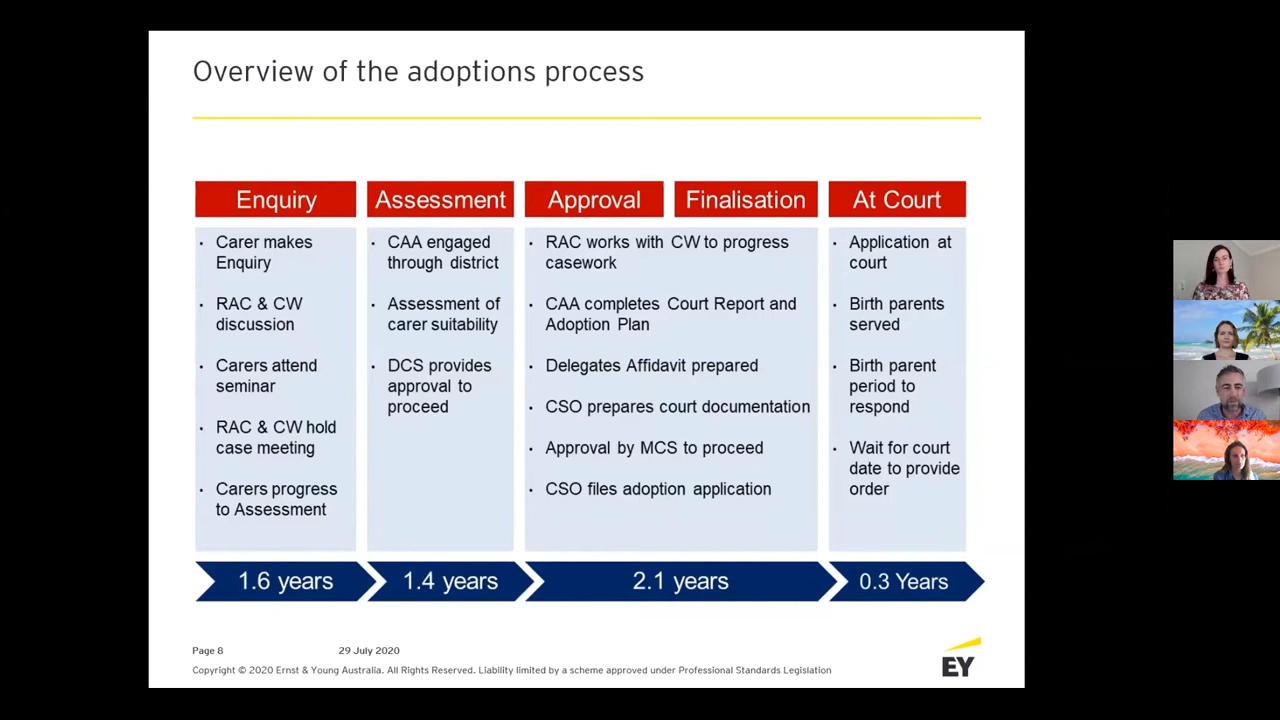 Overview of the adoptions process
Enquiry
Carer makes
Enquiry
RAC & CW
discussion
Carers attend
seminar
RAC & CW hold
case meeting
Carers progress
to Assessment
1.6 years
Assessment
CAA engaged
through district
Assessment of
carer suitability
DCS provides
approval to
proceed
1.4 years
Approval
Finalisation
RAC works with CW to progress
casework
CAA completes Court Report and
Adoption Plan
Delegates Affidavit prepared
CSO prepares court documentation
Approval by MCS to proceed
CSO files adoption application
2.1 years
At Court
Application at
court
Birth parents
served
Birth parent
period to
respond
Wait for court
date to provide
order
0.3 Years
Page 8
29 July 2020
Copyright © 2020 Ernst & Young Australia. All Rights Reserved. Liability limited by a scheme approved under Professional Standards Legislation
EY